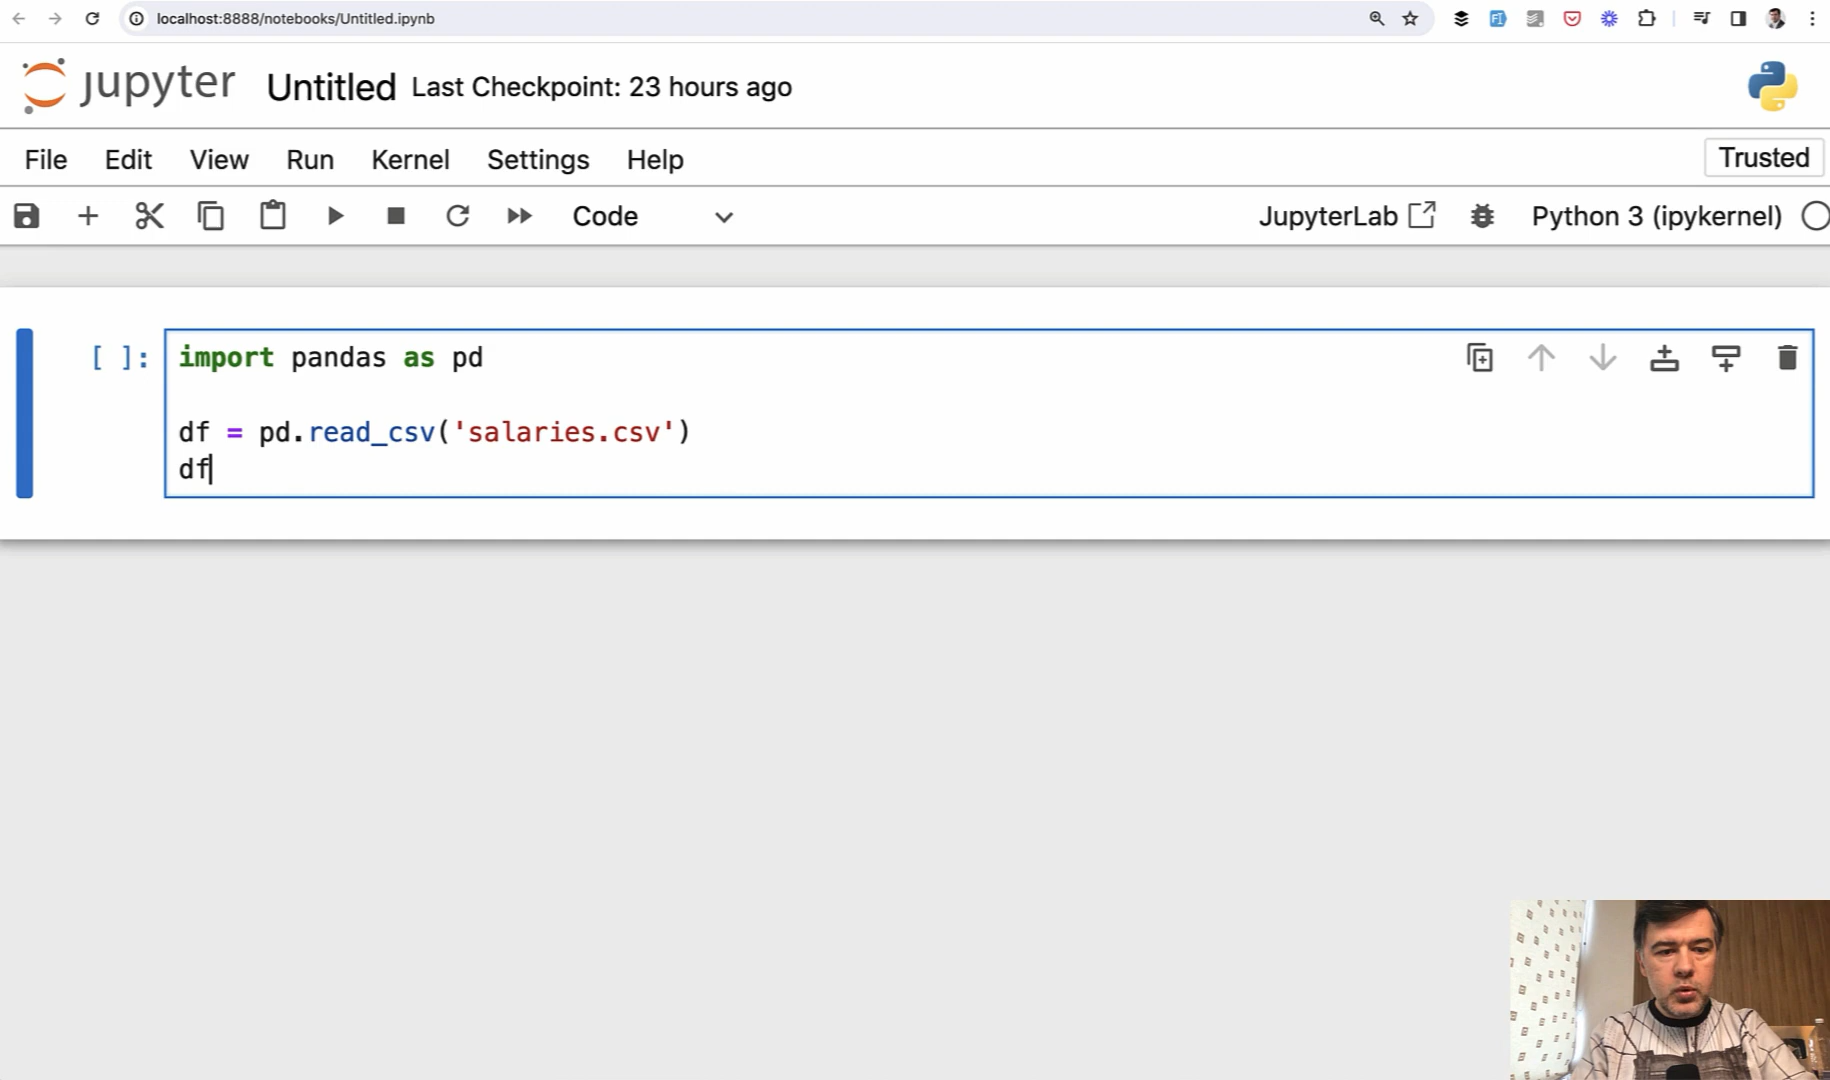 localhost:8888/notebooks/Untitled.ipynb
jupyter Untitled Last Checkpoint: 23 hours ago
File Edit View Run Kernel Settings Help Trusted
Code JupyterLab Python 3 (ipykernel)
[ ]: import pandas as pd
df = pd.read_csv('salaries.csv')
df